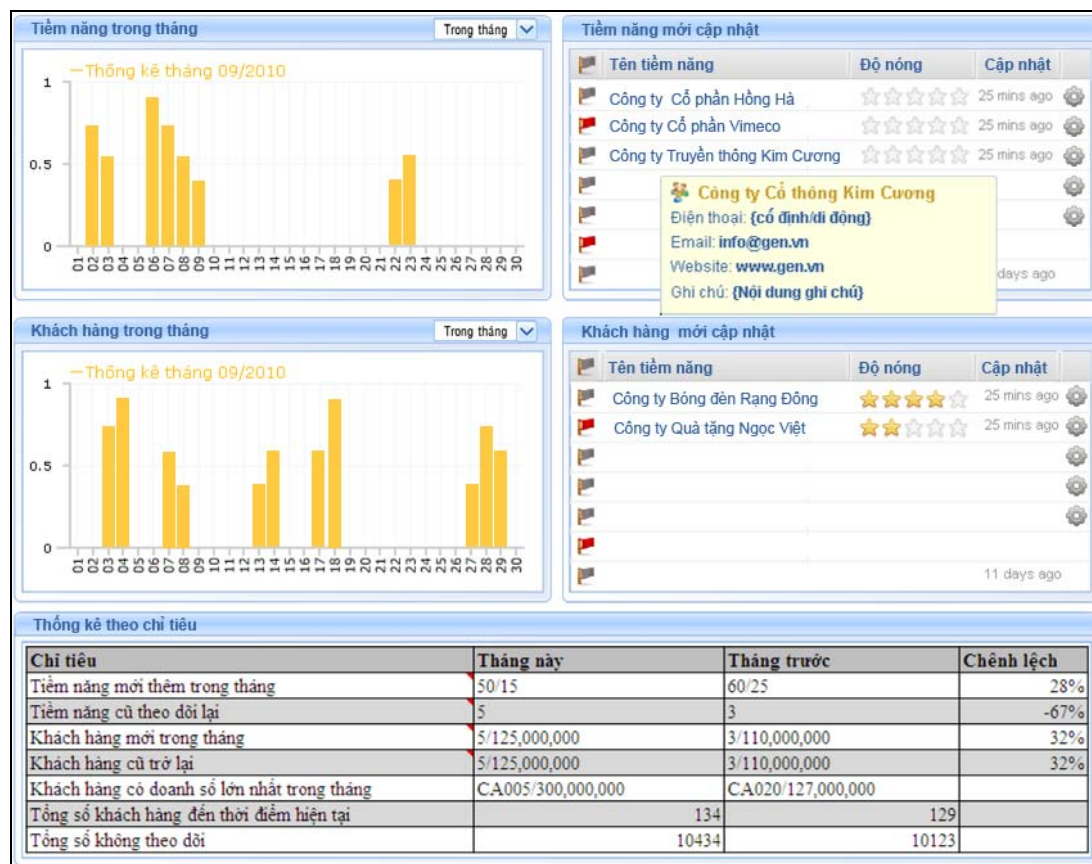 Tiềm năng trong tháng
Trong tháng
Thống kê tháng 09/2010
1
0.5
0
01 02 03 04 05 06 07 08 09 10 11 12 13 14 15 16 17 18 19 20 21 22 23 24 25 26 27 28 29 30
Tiềm năng mới cập nhật
Tên tiềm năng Độ nóng Cập nhật
Công ty Cổ phần Hồng Hà 25 mins ago
Công ty Cổ phần Vimeco 25 mins ago
Công ty Truyền thông Kim Cương 25 mins ago
Công ty Cổ thông Kim Cương
Điện thoại: {cố định/di động}
Email: info@gen.vn
Website: www.gen.vn
Ghi chú: {Nội dung ghi chú}
days ago
Khách hàng trong tháng
Trong tháng
Thống kê tháng 09/2010
1
0.5
0
01 02 03 04 05 06 07 08 09 10 11 12 13 14 15 16 17 18 19 20 21 22 23 24 25 26 27 28 29 30
Khách hàng mới cập nhật
Tên tiềm năng Độ nóng Cập nhật
Công ty Bóng đèn Rạng Đông 25 mins ago
Công ty Quà tặng Ngọc Việt 25 mins ago
11 days ago
Thống kê theo chỉ tiêu
Chỉ tiêu Tháng này Tháng trước Chênh lệch
Tiềm năng mới thêm trong tháng 50/15 60/25 28%
Tiềm năng cũ theo dõi lại 5 3 -67%
Khách hàng mới trong tháng 5/125,000,000 3/110,000,000 32%
Khách hàng cũ trở lại 5/125,000,000 3/110,000,000 32%
Khách hàng có doanh số lớn nhất trong tháng CA005/300,000,000 CA020/127,000,000
Tổng số khách hàng đến thời điểm hiện tại 134 129
Tổng số không theo dõi 10434 10123